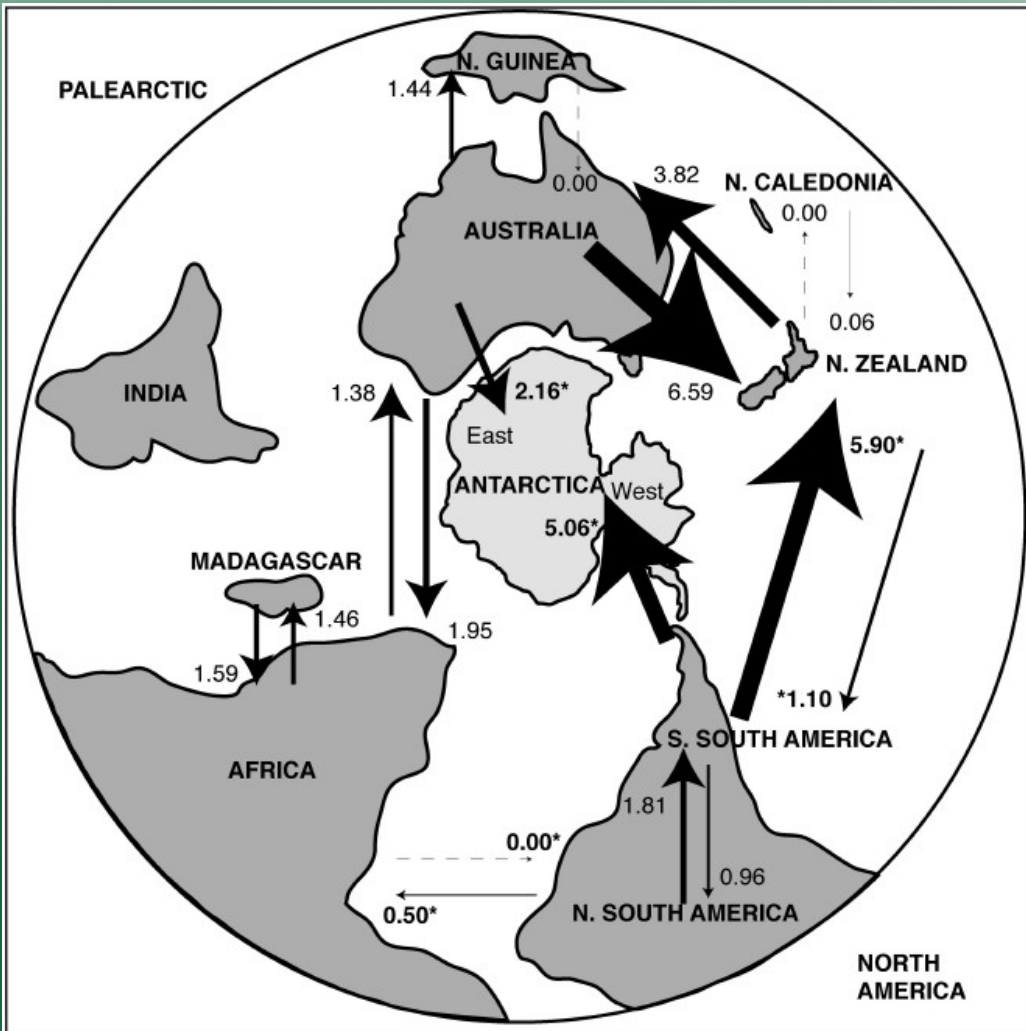 N. GUINEA
PALEARCTIC
1.44
0.00
3.82
N. CALEDONIA
0.00
AUSTRALIA
0.06
N. ZEALAND
INDIA
1.38
2.16*
6.59
East
5.90*
ANTARCTICA
West
5.06*
MADAGASCAR
1.46
1.95
1.59
*1.10
S. SOUTH AMERICA
AFRICA
1.81
0.00*
0.96
0.50*
N. SOUTH AMERICA
NORTH
AMERICA